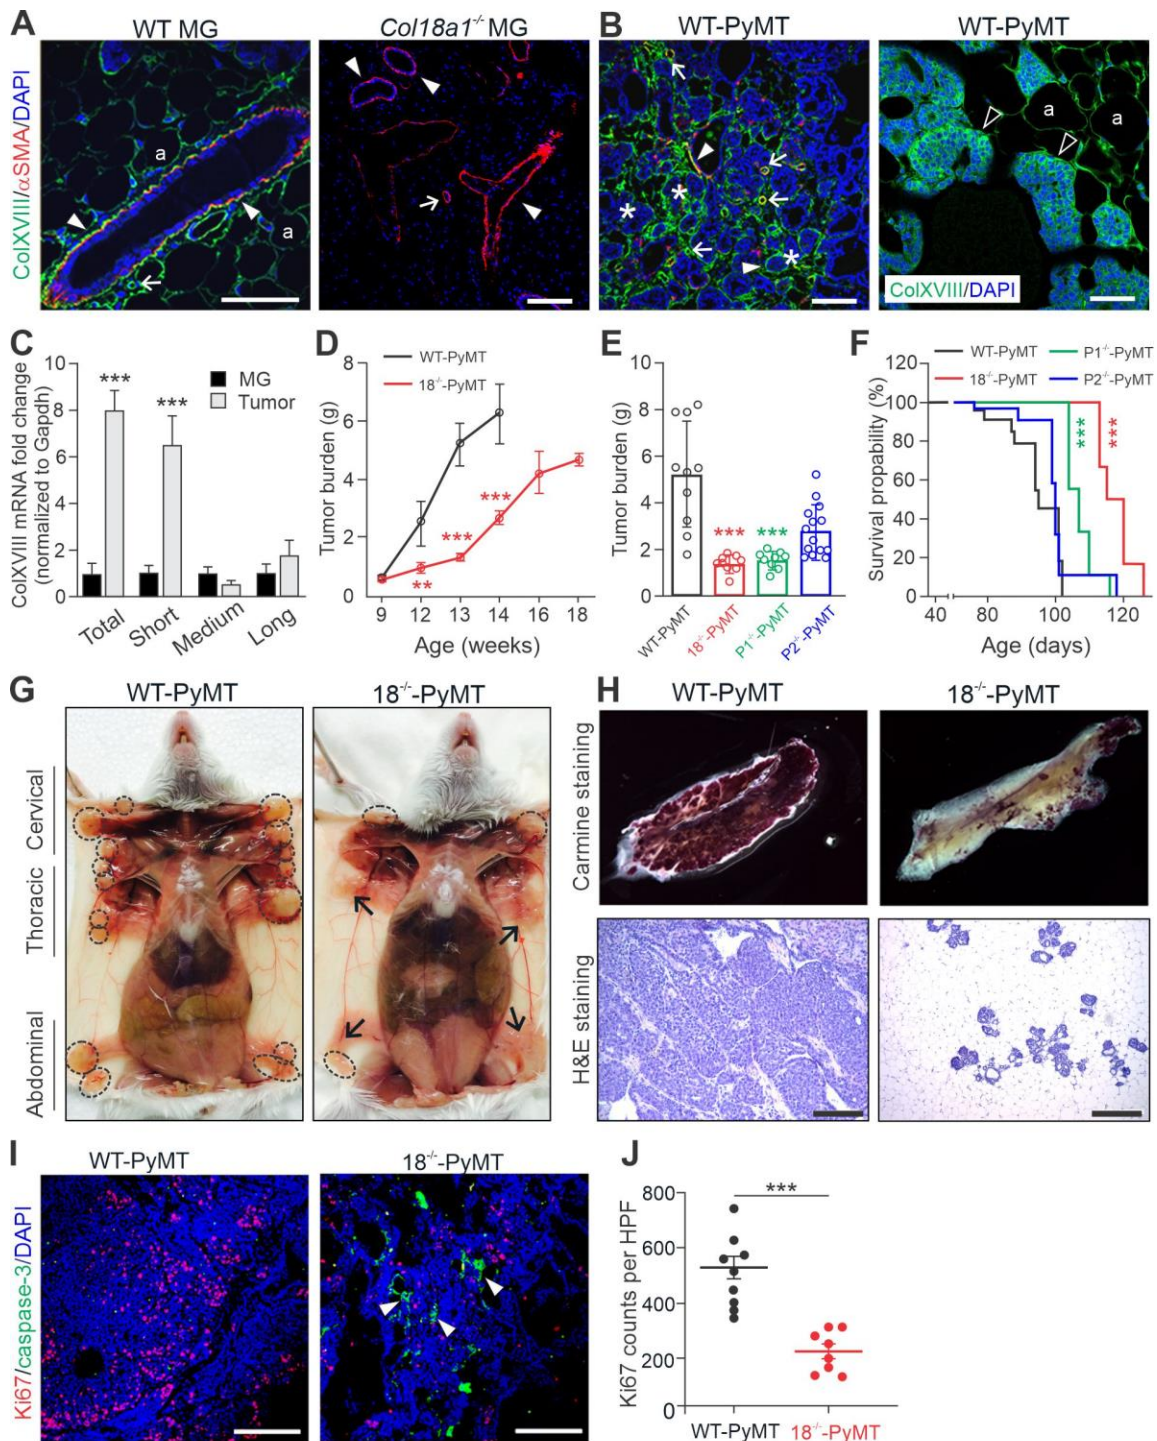 A
WT MG
Col18a1-/- MG
B
WT-PyMT
WT-PyMT
ColXVIII/αSMA/DAPI
a
a
a
a
*
*
*
ColXVIII/DAPI
C
ColXVIII mRNA fold change
(normalized to Gapdh)
10
8
6
4
2
0
***
***
MG
Tumor
Total
Short
Medium
Long
D
Tumor burden (g)
8
6
4
2
0
WT-PyMT
18-/--PyMT
**
***
***
9
12
13
14
16
18
Age (weeks)
E
Tumor burden (g)
10
8
6
4
2
0
***
***
WT-PyMT
18-/--PyMT
P1-/--PyMT
P2-/--PyMT
F
WT-PyMT
P1-/--PyMT
18-/--PyMT
P2-/--PyMT
Survival propability (%)
120
100
80
60
40
20
0
***
***
40
80
100
120
Age (days)
G
WT-PyMT
18-/--PyMT
Cervical
Thoracic
Abdominal
H
WT-PyMT
18-/--PyMT
Carmine staining
H&E staining
I
WT-PyMT
18-/--PyMT
Ki67/caspase-3/DAPI
J
Ki67 counts per HPF
800
600
400
200
0
***
WT-PyMT
18-/--PyMT